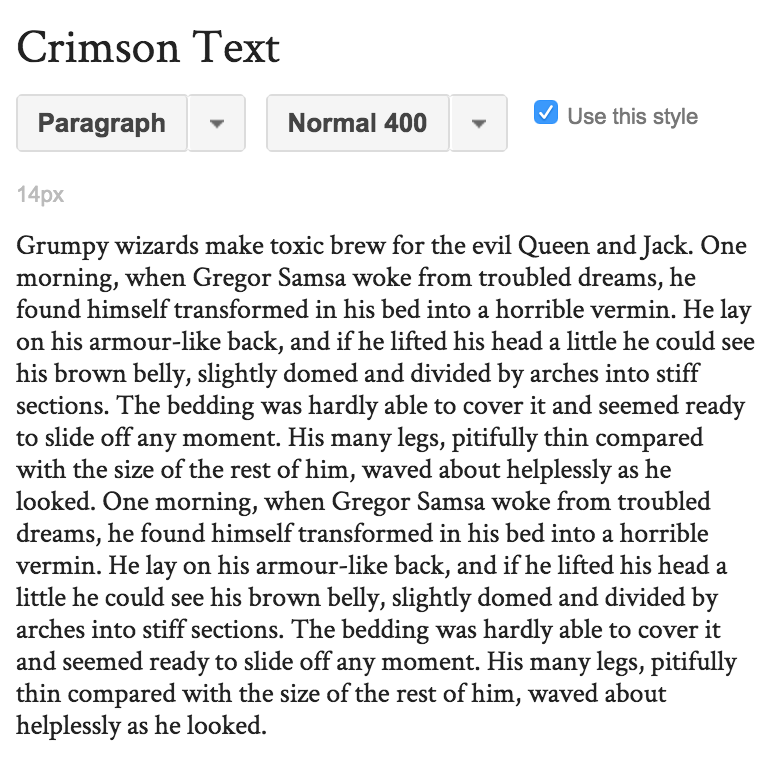 Crimson Text
Paragraph
Normal 400
Use this style
14px
Grumpy wizards make toxic brew for the evil Queen and Jack. One
morning, when Gregor Samsa woke from troubled dreams, he
found himself transformed in his bed into a horrible vermin. He lay
on his armour-like back, and if he lifted his head a little he could see
his brown belly, slightly domed and divided by arches into stiff
sections. The bedding was hardly able to cover it and seemed ready
to slide off any moment. His many legs, pitifully thin compared
with the size of the rest of him, waved about helplessly as he
looked. One morning, when Gregor Samsa woke from troubled
dreams, he found himself transformed in his bed into a horrible
vermin. He lay on his armour-like back, and if he lifted his head a
little he could see his brown belly, slightly domed and divided by
arches into stiff sections. The bedding was hardly able to cover it
and seemed ready to slide off any moment. His many legs, pitifully
thin compared with the size of the rest of him, waved about
helplessly as he looked.